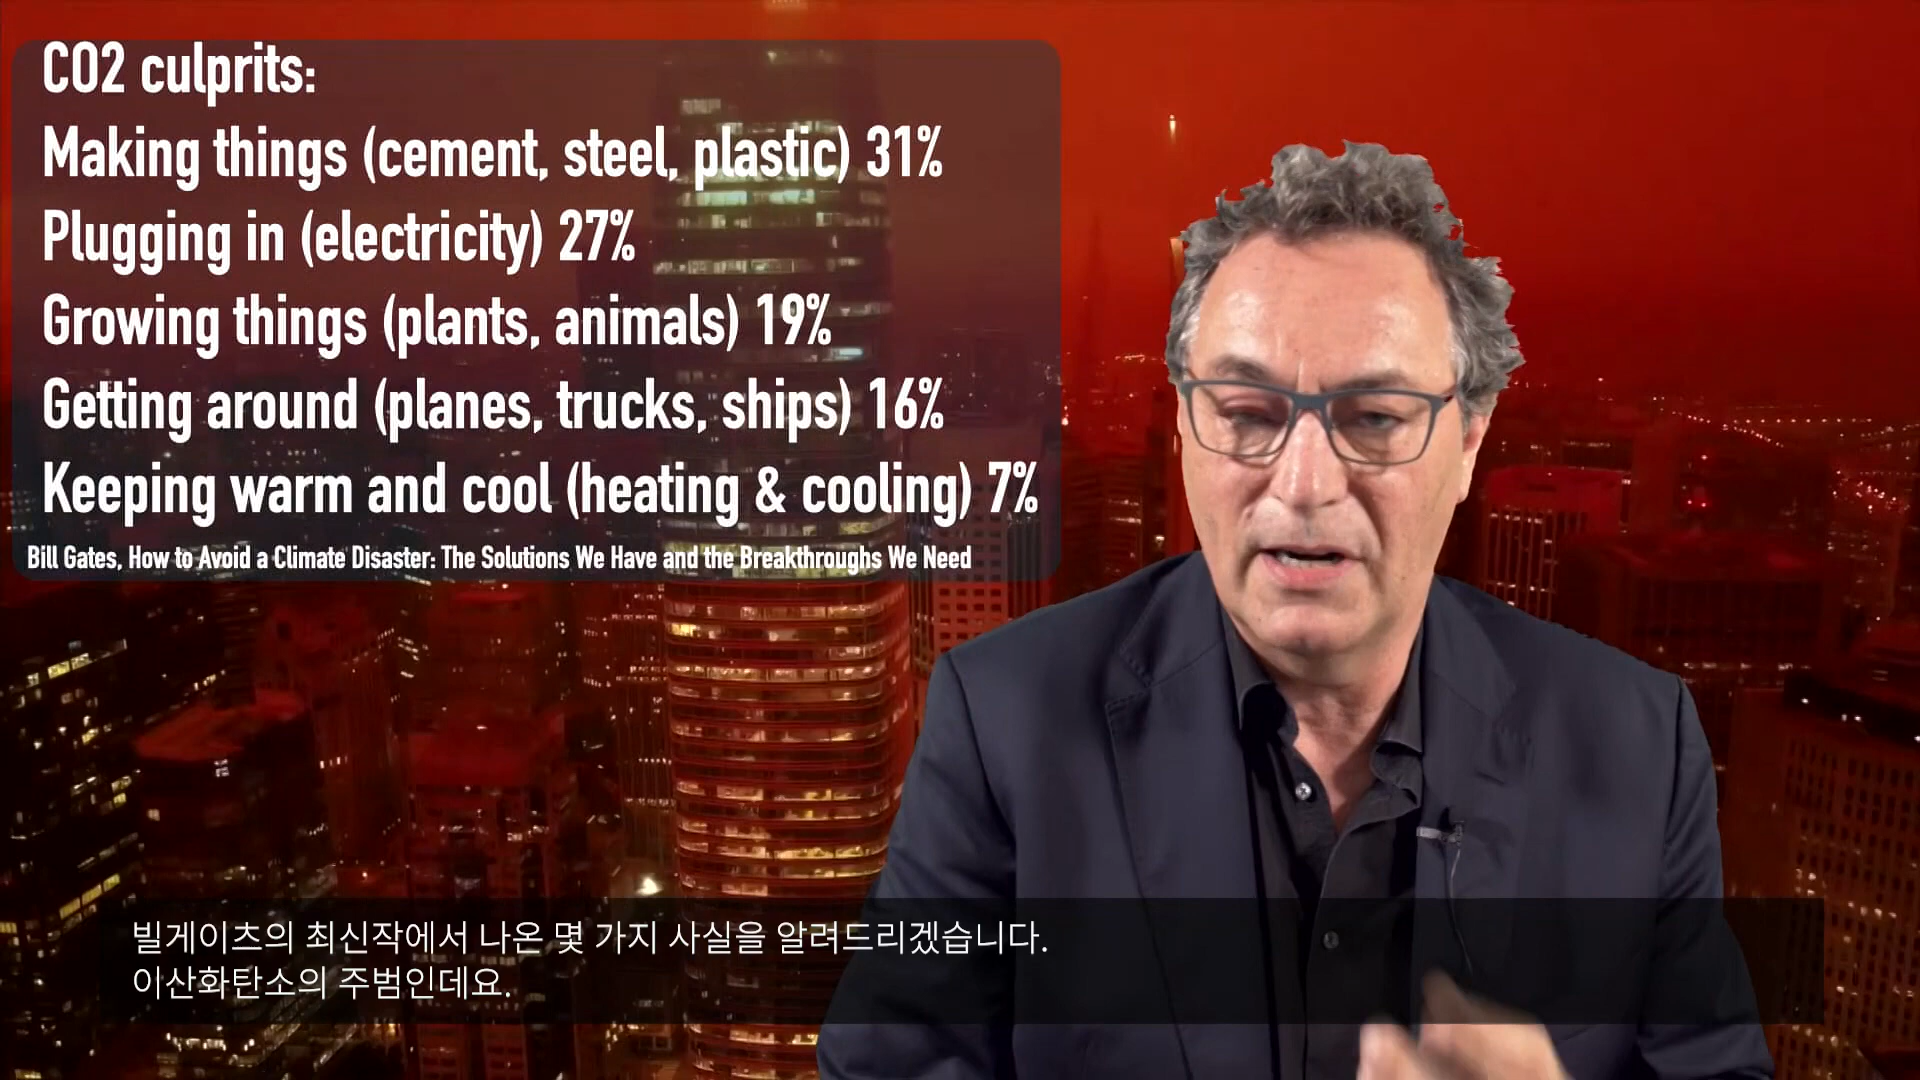 CO2 culprits:
Making things (cement, steel, plastic) 31%
Plugging in (electricity) 27%
Growing things (plants, animals) 19%
Getting around (planes, trucks, ships) 16%
Keeping warm and cool (heating & cooling) 7%
Bill Gates, How to Avoid a Climate Disaster: The Solutions We Have and the Breakthroughs We Need
빌게이츠의 최신작에서 나온 몇 가지 사실을 알려드리겠습니다.
이산화탄소의 주범인데요.